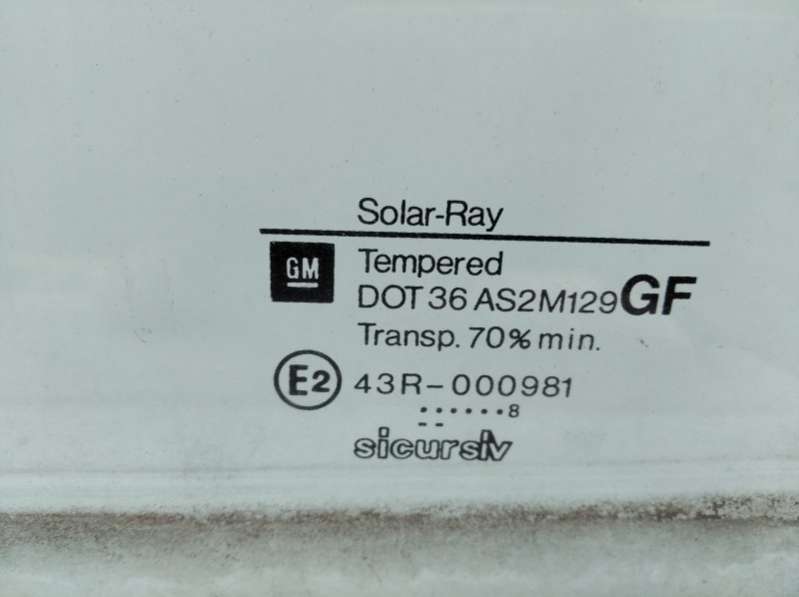 Solar-Ray
GM
Tempered
DOT 36 AS2M129 GF
Transp. 70% min.
E2 43R-000981
.......8
--
sicursiv